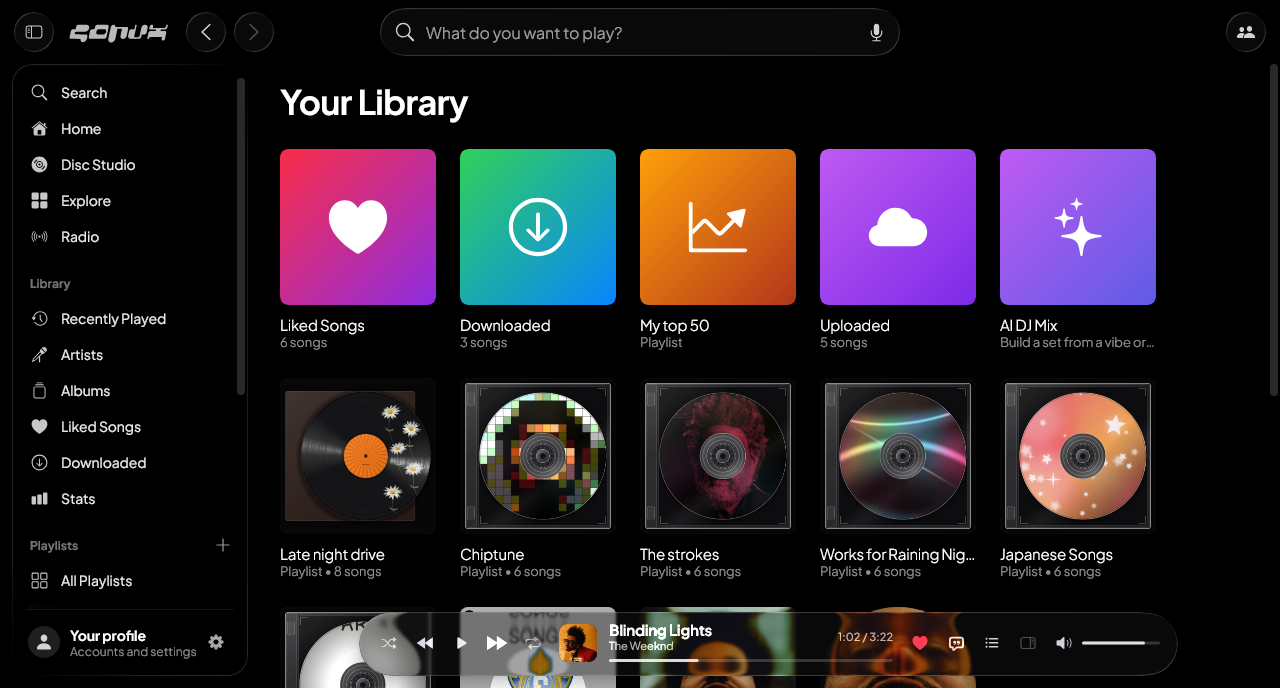 sonux
What do you want to play?
Search
Home
Disc Studio
Explore
Radio
Library
Recently Played
Artists
Albums
Liked Songs
Downloaded
Stats
Playlists
All Playlists
Your profile
Accounts and settings
Your Library
Liked Songs
6 songs
Downloaded
3 songs
My top 50
Playlist
Uploaded
5 songs
AI DJ Mix
Build a set from a vibe or...
Late night drive
Playlist • 8 songs
Chiptune
Playlist • 6 songs
The strokes
Playlist • 6 songs
Works for Raining Nig...
Playlist • 6 songs
Japanese Songs
Playlist • 6 songs
SONGS
Blinding Lights
The Weeknd
1:02 / 3:22